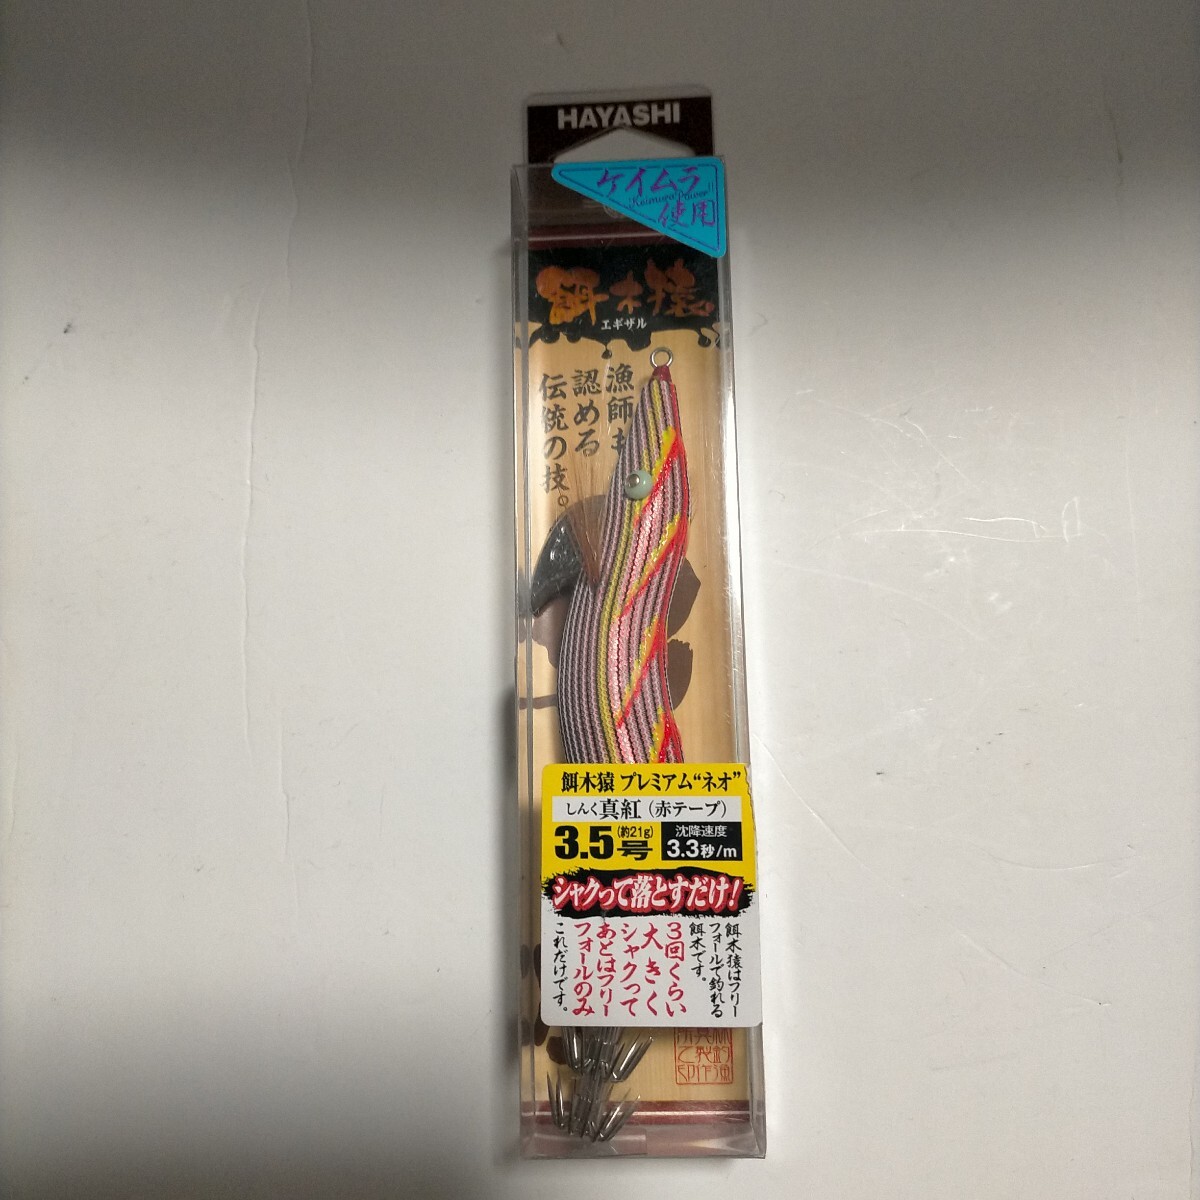 HAYASHI
ケイムラ
Keimura Power!!
使用
餌木猿
エギザル
漁師も
認める
伝統の技。
餌木猿 プレミアム“ネオ”
しんく真紅(赤テープ)
3.5号(約21g)
沈降速度
3.3秒/m
シャクって落とすだけ!
餌木猿はフリー
フォールで釣れる
餌木です。
3回くらい
大きく
シャクって
あとはフリー
フォールのみ
これだけです。